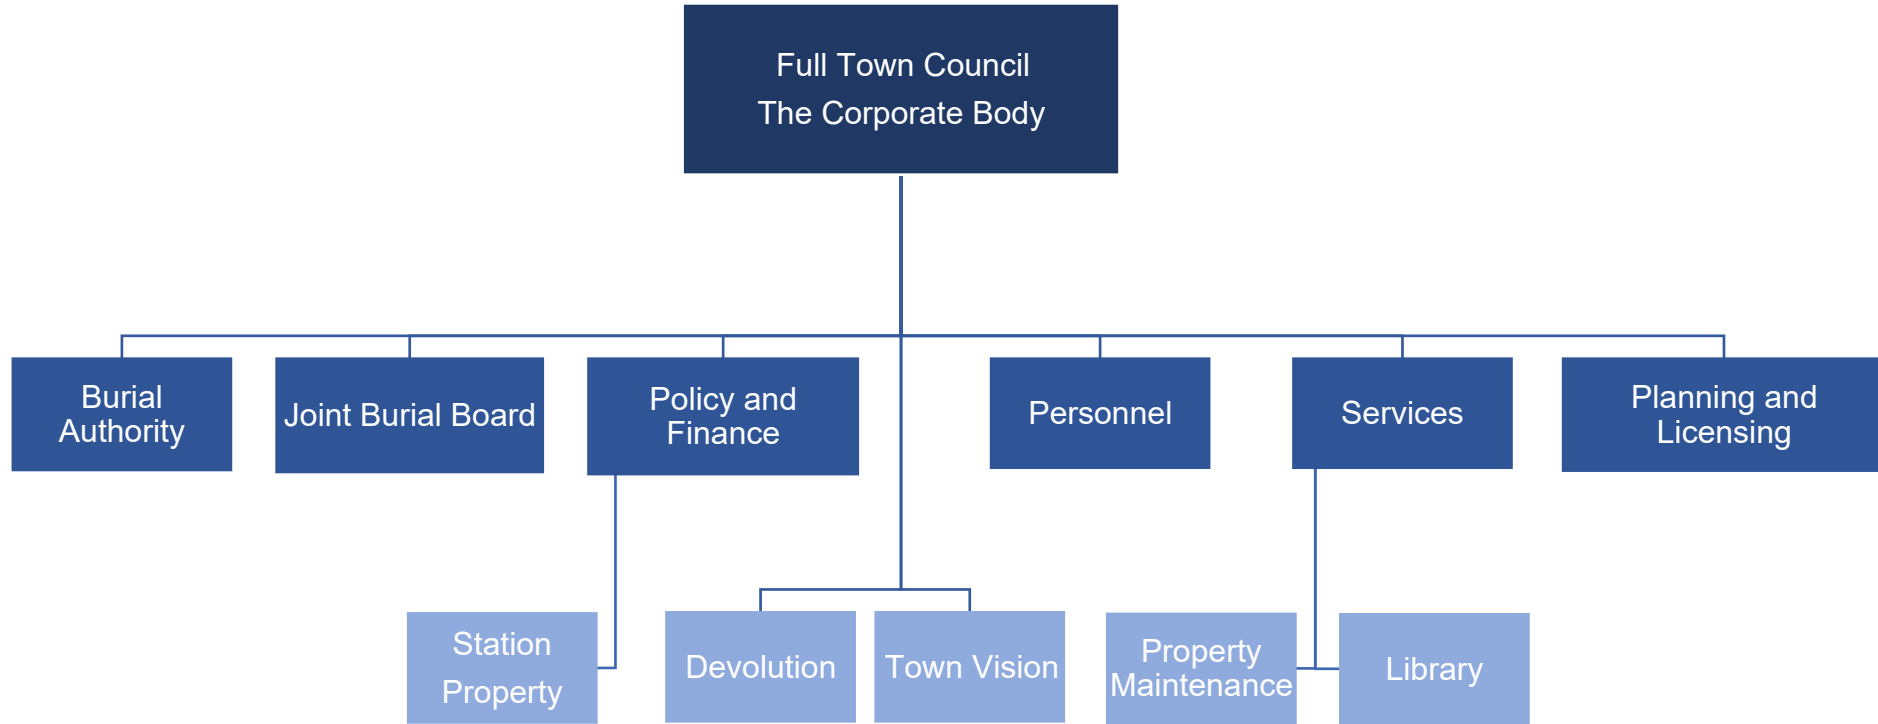 Full Town Council
The Corporate Body
Burial
Authority
Joint Burial Board
Policy and
Finance
Personnel
Services
Planning and
Licensing
Station
Property
Devolution
Town Vision
Property
Maintenance
Library